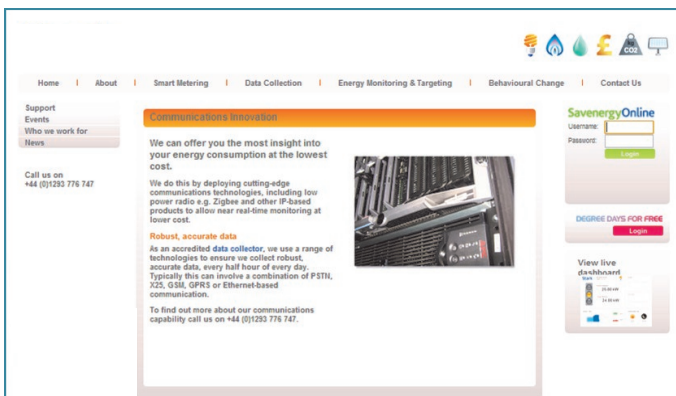 KG
CO2
Home | About | Smart Metering | Data Collection | Energy Monitoring & Targeting | Behavioural Change | Contact Us
Support
Events
Who we work for
News
Call us on
+44 (0)1293 776 747
Communications Innovation
We can offer you the most insight into
your energy consumption at the lowest
cost.
We do this by deploying cutting-edge
communications technologies, including low
power radio e.g. Zigbee and other IP-based
products to allow near real-time monitoring at
lower cost.
Robust, accurate data
As an accredited data collector, we use a range of
technologies to ensure we collect robust,
accurate data, every half hour of every day.
Typically this can involve a combination of PSTN,
X25, GSM, GPRS or Ethernet-based
communication.
To find out more about our communications
capability call us on +44 (0)1293 776 747.
SavenergyOnline
Username:
Password:
Login
DEGREE DAYS FOR FREE
Login
View live
dashboard